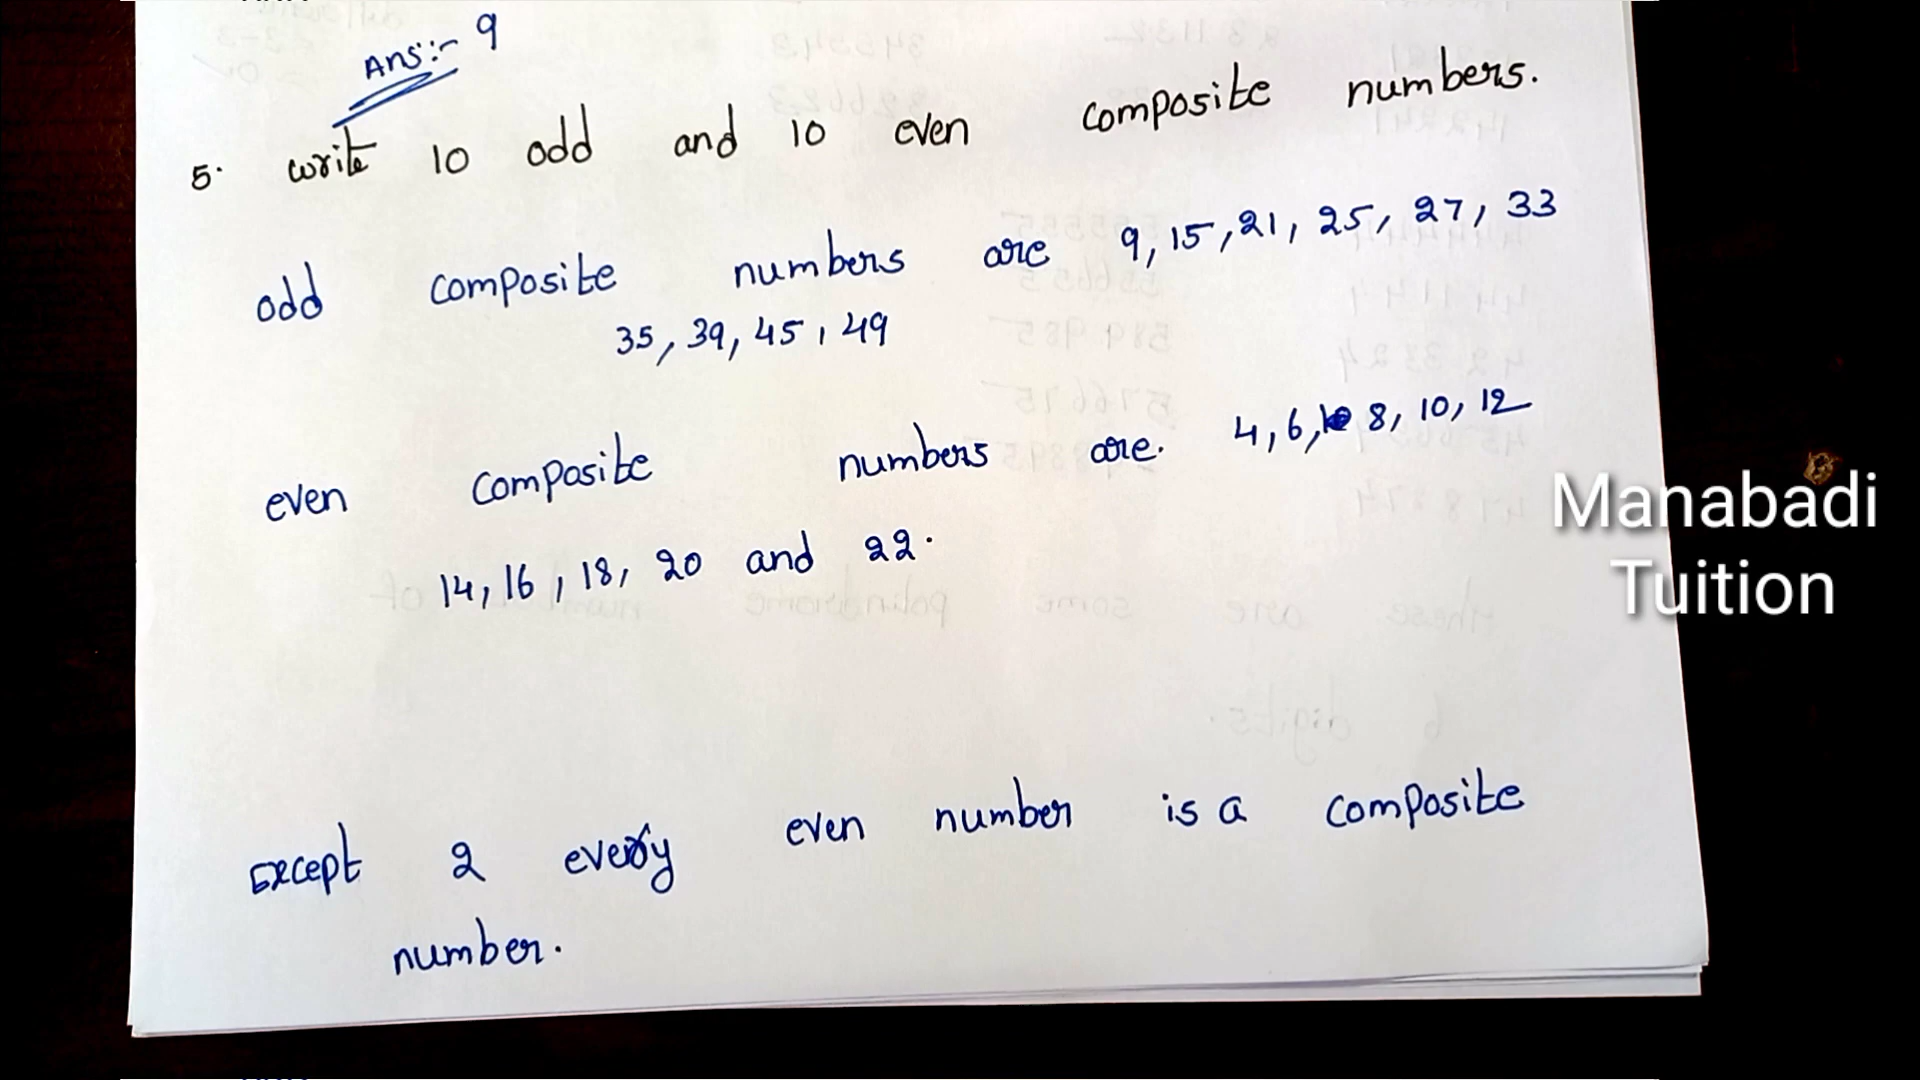 Ans:- 9
5. write 10 odd and 10 even composite numbers.
odd composite numbers are 9, 15, 21, 25, 27, 33
35, 39, 45, 49
even composite numbers are. 4, 6, 8, 10, 12
14, 16, 18, 20 and 22.
Except 2 every even number is a composite
number.
Manabadi
Tuition